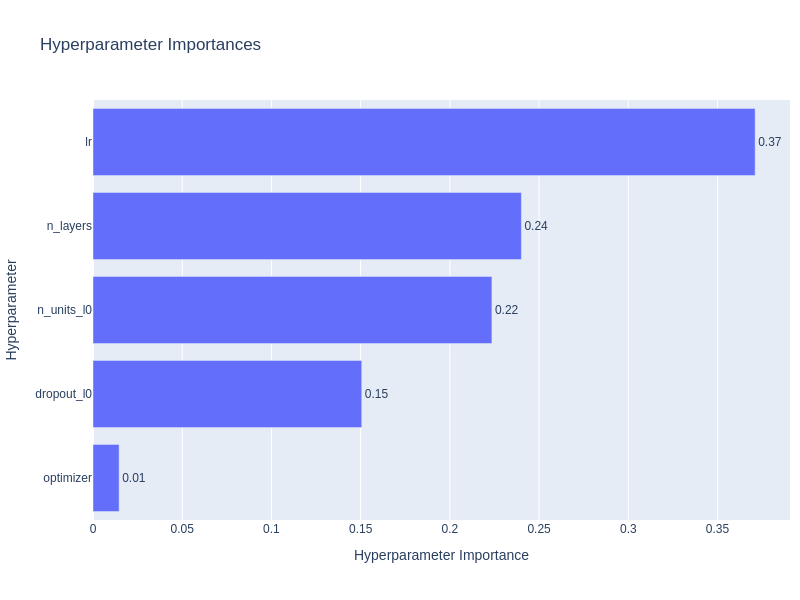 Hyperparameter Importances
Hyperparameter
lr
0.37
n_layers
0.24
n_units_l0
0.22
dropout_l0
0.15
optimizer
0.01
0 0.05 0.1 0.15 0.2 0.25 0.3 0.35
Hyperparameter Importance